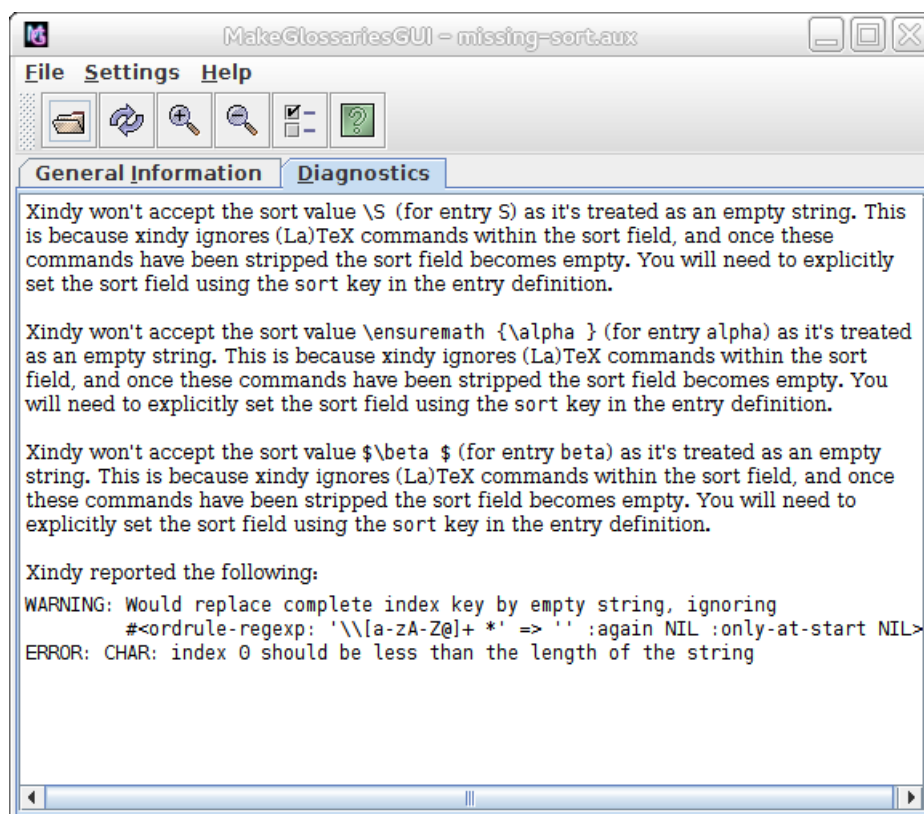 MakeGlossariesGUI - missing-sort.aux
File Settings Help
General Information Diagnostics
Xindy won't accept the sort value \S (for entry S) as it's treated as an empty string. This
is because xindy ignores (La)TeX commands within the sort field, and once these
commands have been stripped the sort field becomes empty. You will need to explicitly
set the sort field using the sort key in the entry definition.
Xindy won't accept the sort value \ensuremath {\alpha } (for entry alpha) as it's treated
as an empty string. This is because xindy ignores (La)TeX commands within the sort
field, and once these commands have been stripped the sort field becomes empty. You
will need to explicitly set the sort field using the sort key in the entry definition.
Xindy won't accept the sort value $\beta $ (for entry beta) as it's treated as an empty
string. This is because xindy ignores (La)TeX commands within the sort field, and once
these commands have been stripped the sort field becomes empty. You will need to
explicitly set the sort field using the sort key in the entry definition.
Xindy reported the following:
WARNING: Would replace complete index key by empty string, ignoring
#<ordrule-regexp: '\\[a-zA-Z@]+ *' => '' :again NIL :only-at-start NIL>
ERROR: CHAR: index 0 should be less than the length of the string